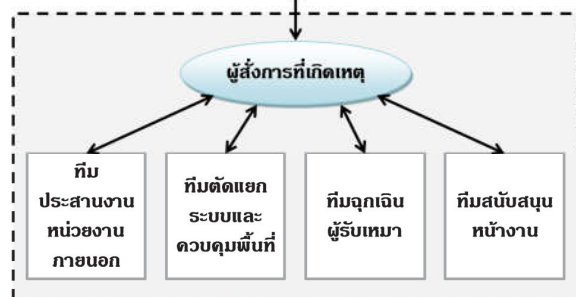 ผู้สั่งการที่เกิดเหตุ
ทีม
ประสานงาน
หน่วยงาน
ภายนอก
ทีมตัดแยก
ระบบและ
ควบคุมพื้นที่
ทีมฉุกเฉิน
ผู้รับเหมา
ทีมสนับสนุน
หน้างาน